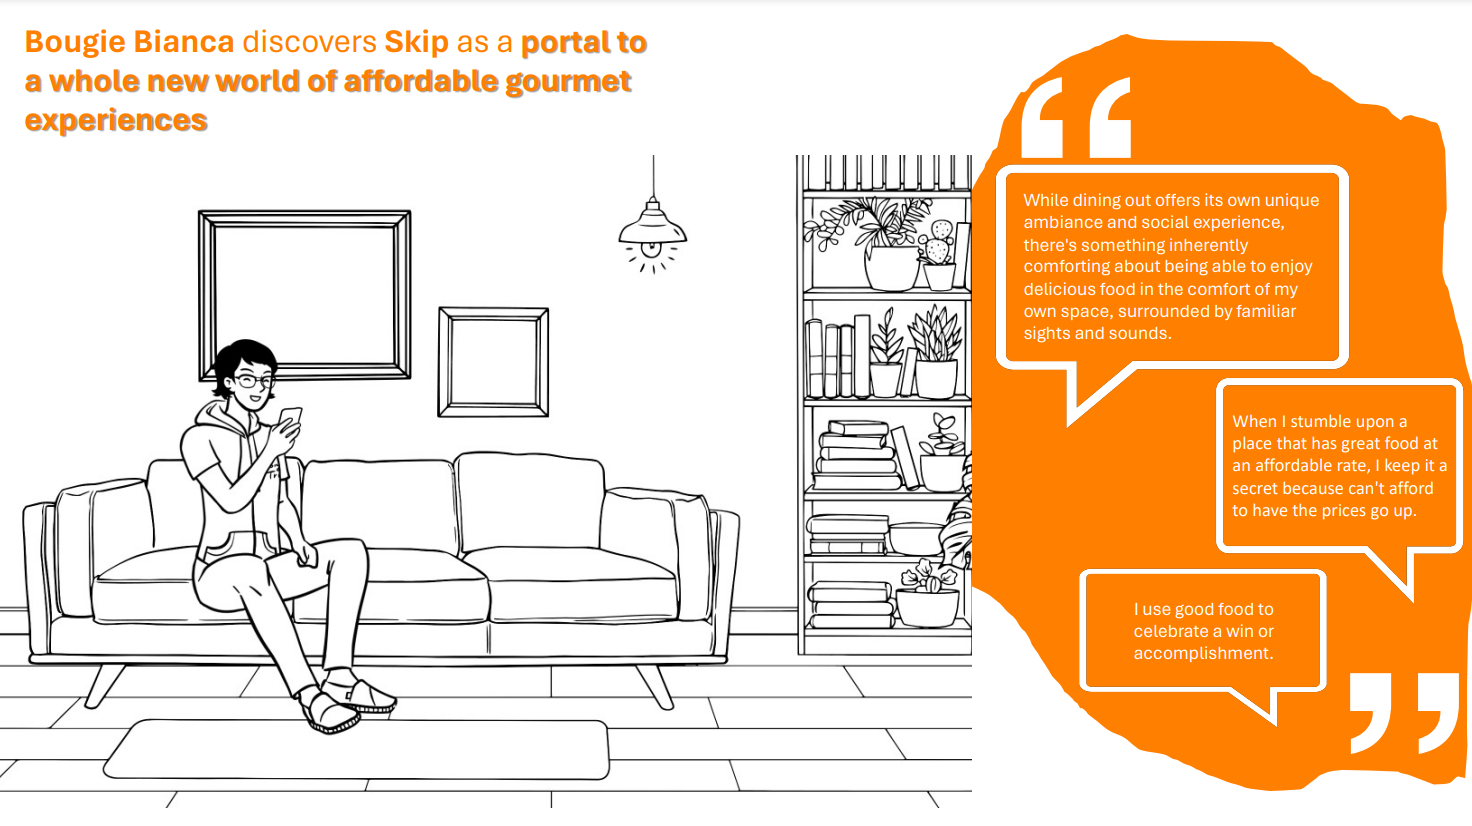 Bougie Bianca discovers Skip as a portal to
a whole new world of affordable gourmet
experiences
While dining out offers its own unique
ambiance and social experience,
there's something inherently
comforting about being able to enjoy
delicious food in the comfort of my
own space, surrounded by familiar
sights and sounds.
When I stumble upon a
place that has great food at
an affordable rate, I keep it a
secret because can't afford
to have the prices go up.
I use good food to
celebrate a win or
accomplishment.